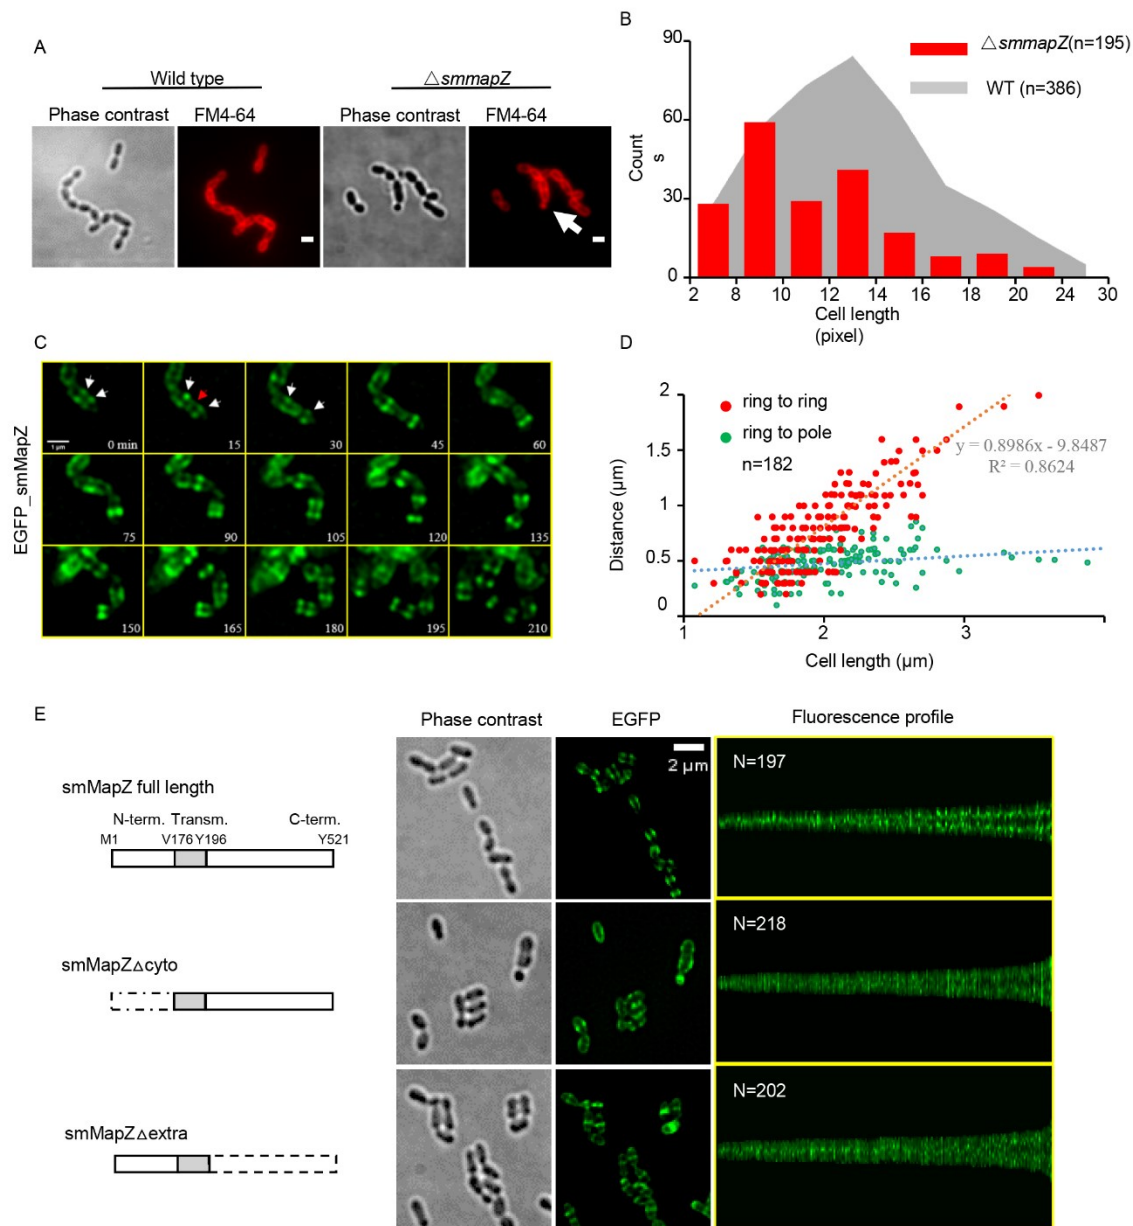 A
Wild type
△smmapZ
Phase contrast
FM4-64
Phase contrast
FM4-64
B
△smmapZ(n=195)
WT (n=386)
Count
s
90
60
30
0
2 8 10 11 12 14 15 16 20 24 30
Cell length
(pixel)
C
EGFP_smMapZ
1 μm
0 min
15
30
45
60
75
90
105
120
135
150
165
180
195
210
D
ring to ring
ring to pole
n=182
y = 0.8986x - 9.8487
R² = 0.8624
Distance (μm)
2
1.5
1
0.5
0
1 2 3
Cell length (μm)
E
Phase contrast
EGFP
Fluorescence profile
smMapZ full length
N-term. Transm. C-term.
M1 V176 Y196 Y521
2 μm
N=197
smMapZ△cyto
N=218
smMapZ△extra
N=202